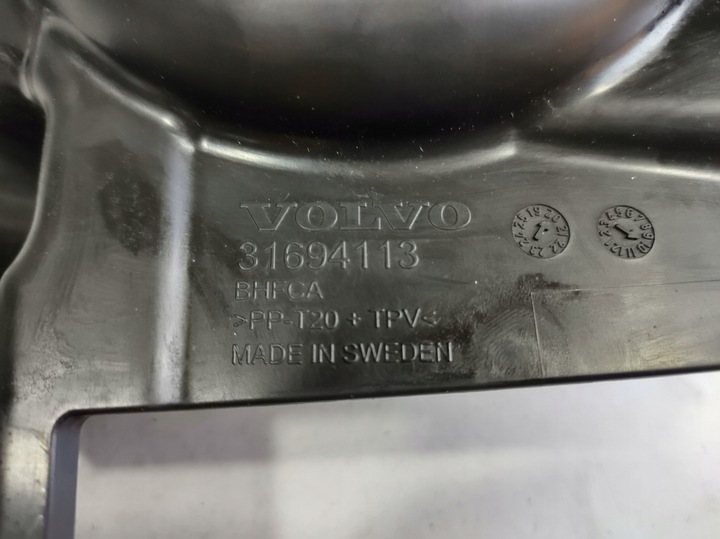 VOLVO
31694113
BHFCA
>PP-T20 + TPV<
MADE IN SWEDEN